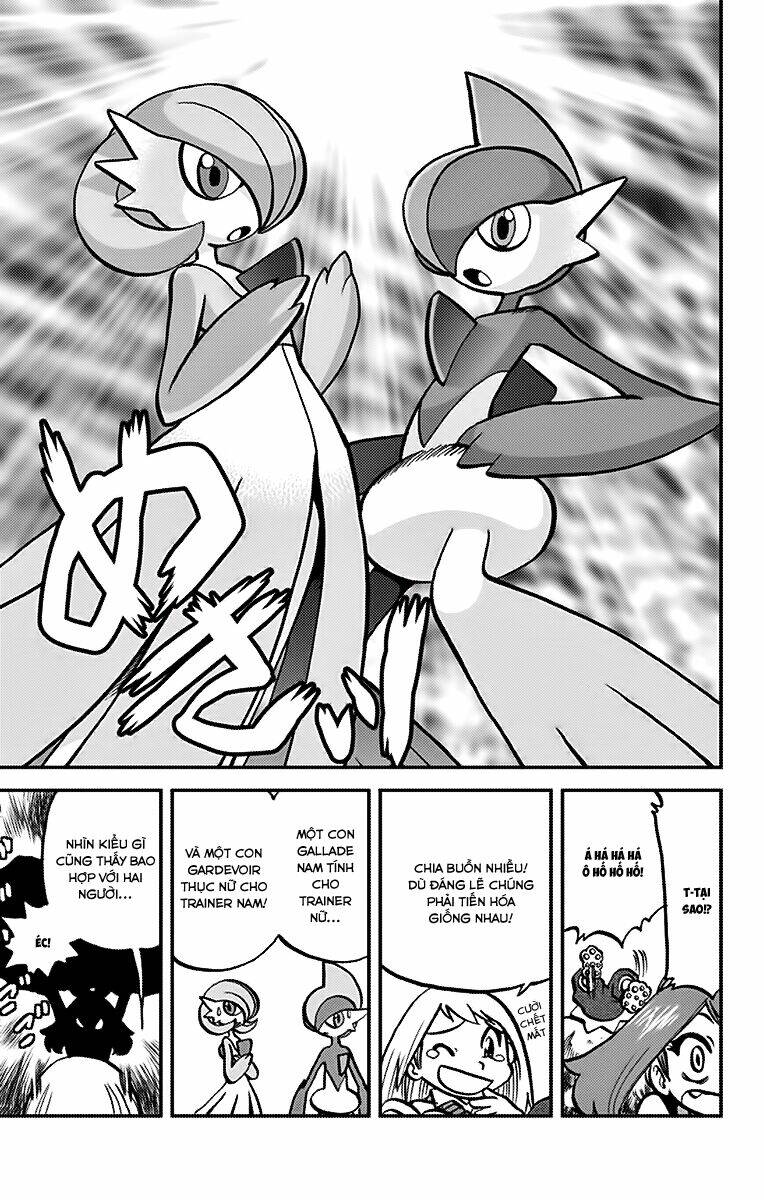 めきっ
Á HÁ HÁ HÁ
Ô HỐ HỐ HỐ!
T-TẠI
SAO!?
CHIA BUỒN NHIỀU!
DÙ ĐÁNG LẼ CHÚNG
PHẢI TIẾN HÓA
GIỐNG NHAU!
CƯỜI
CHẾT
MẤT
MỘT CON
GALLADE
NAM TÍNH
CHO
TRAINER
NỮ...
VÀ MỘT CON
GARDEVOIR
THỤC NỮ CHO
TRAINER NAM!
NHÌN KIỂU GÌ
CŨNG THẤY BAO
HỢP VỚI HAI
NGƯỜI...
ÉC!